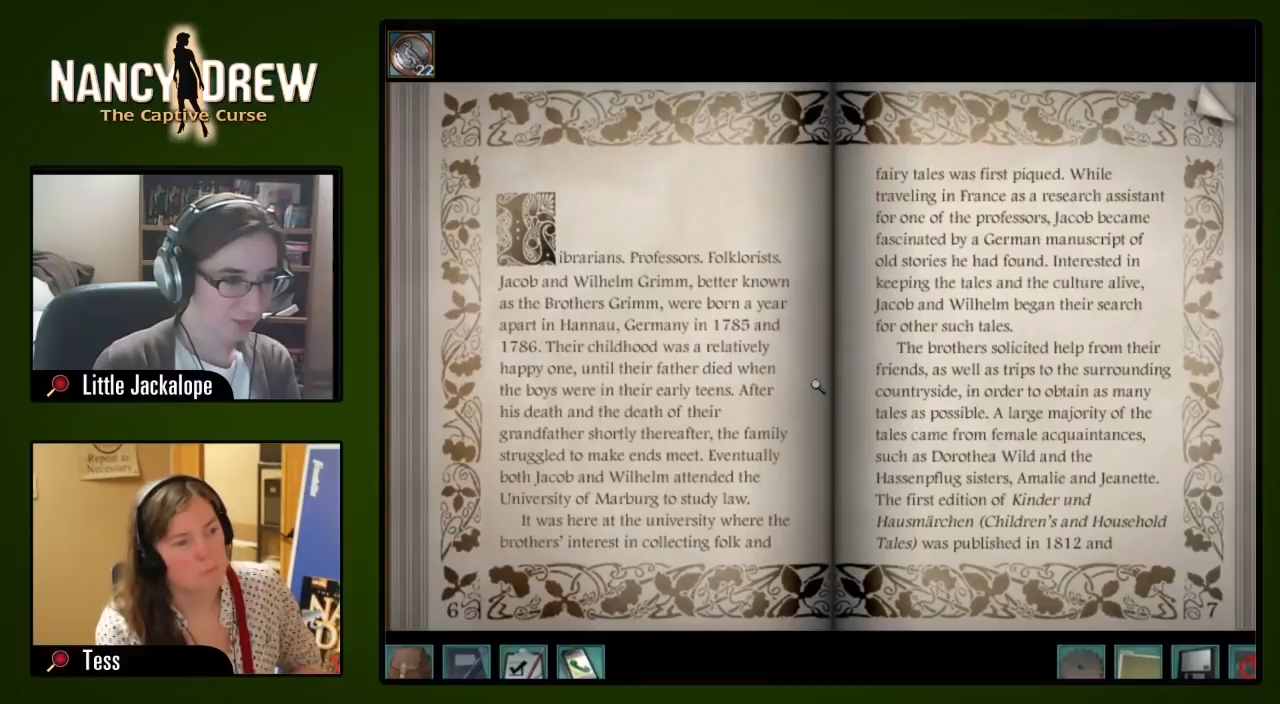 NANCY DREW
The Captive Curse
22
Librarians. Professors. Folklorists.
Jacob and Wilhelm Grimm, better known
as the Brothers Grimm, were born a year
apart in Hannau, Germany in 1785 and
1786. Their childhood was a relatively
happy one, until their father died when
the boys were in their early teens. After
his death and the death of their
grandfather shortly thereafter, the family
struggled to make ends meet. Eventually
both Jacob and Wilhelm attended the
University of Marburg to study law.
It was here at the university where the
brothers' interest in collecting folk and
6
fairy tales was first piqued. While
traveling in France as a research assistant
for one of the professors, Jacob became
fascinated by a German manuscript of
old stories he had found. Interested in
keeping the tales and the culture alive,
Jacob and Wilhelm began their search
for other such tales.
The brothers solicited help from their
friends, as well as trips to the surrounding
countryside, in order to obtain as many
tales as possible. A large majority of the
tales came from female acquaintances,
such as Dorothea Wild and the
Hassenpflug sisters, Amalie and Jeanette.
The first edition of Kinder und
Hausmärchen (Children's and Household
Tales) was published in 1812 and
7
Little Jackalope
Repeat as
Necessary
Tess